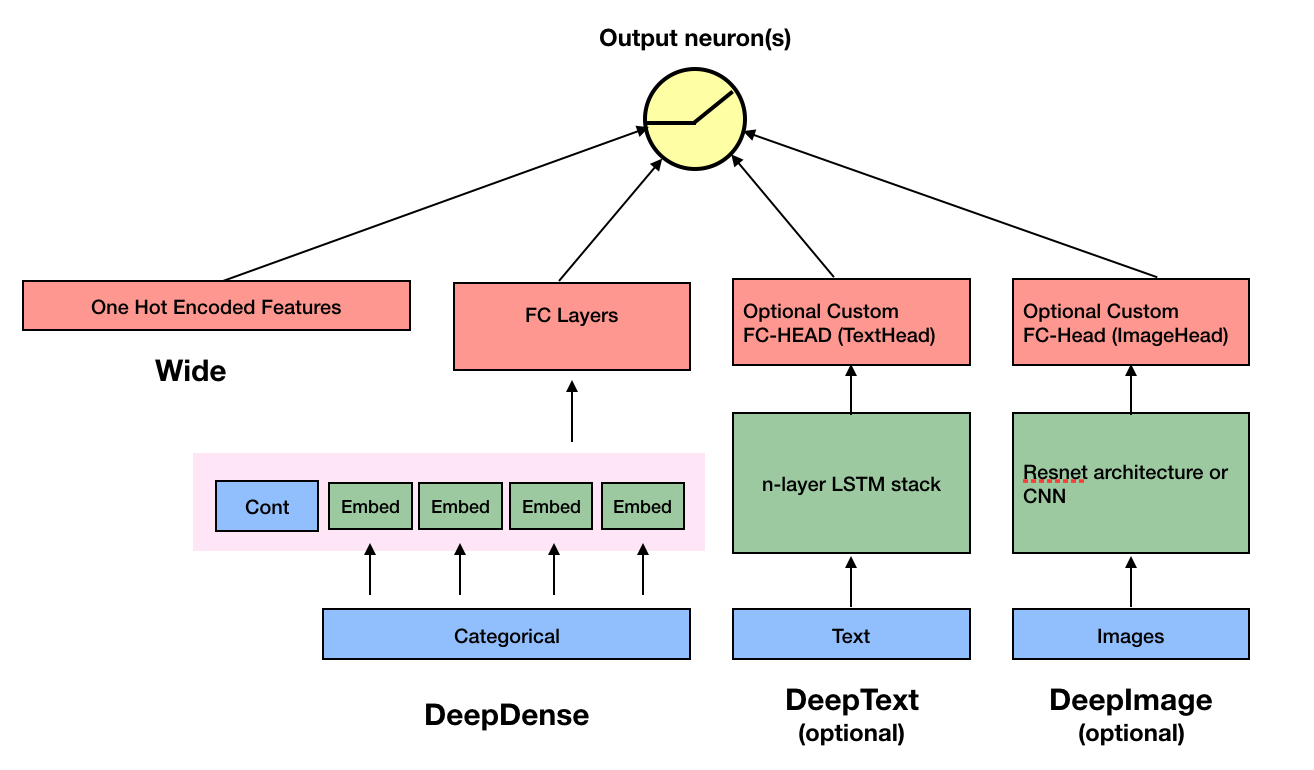 Output neuron(s)
One Hot Encoded Features
Wide
FC Layers
Optional Custom
FC-HEAD (TextHead)
Optional Custom
FC-Head (ImageHead)
Cont
Embed
Embed
Embed
Embed
n-layer LSTM stack
Resnet architecture or
CNN
Categorical
Text
Images
DeepDense
DeepText
(optional)
DeepImage
(optional)